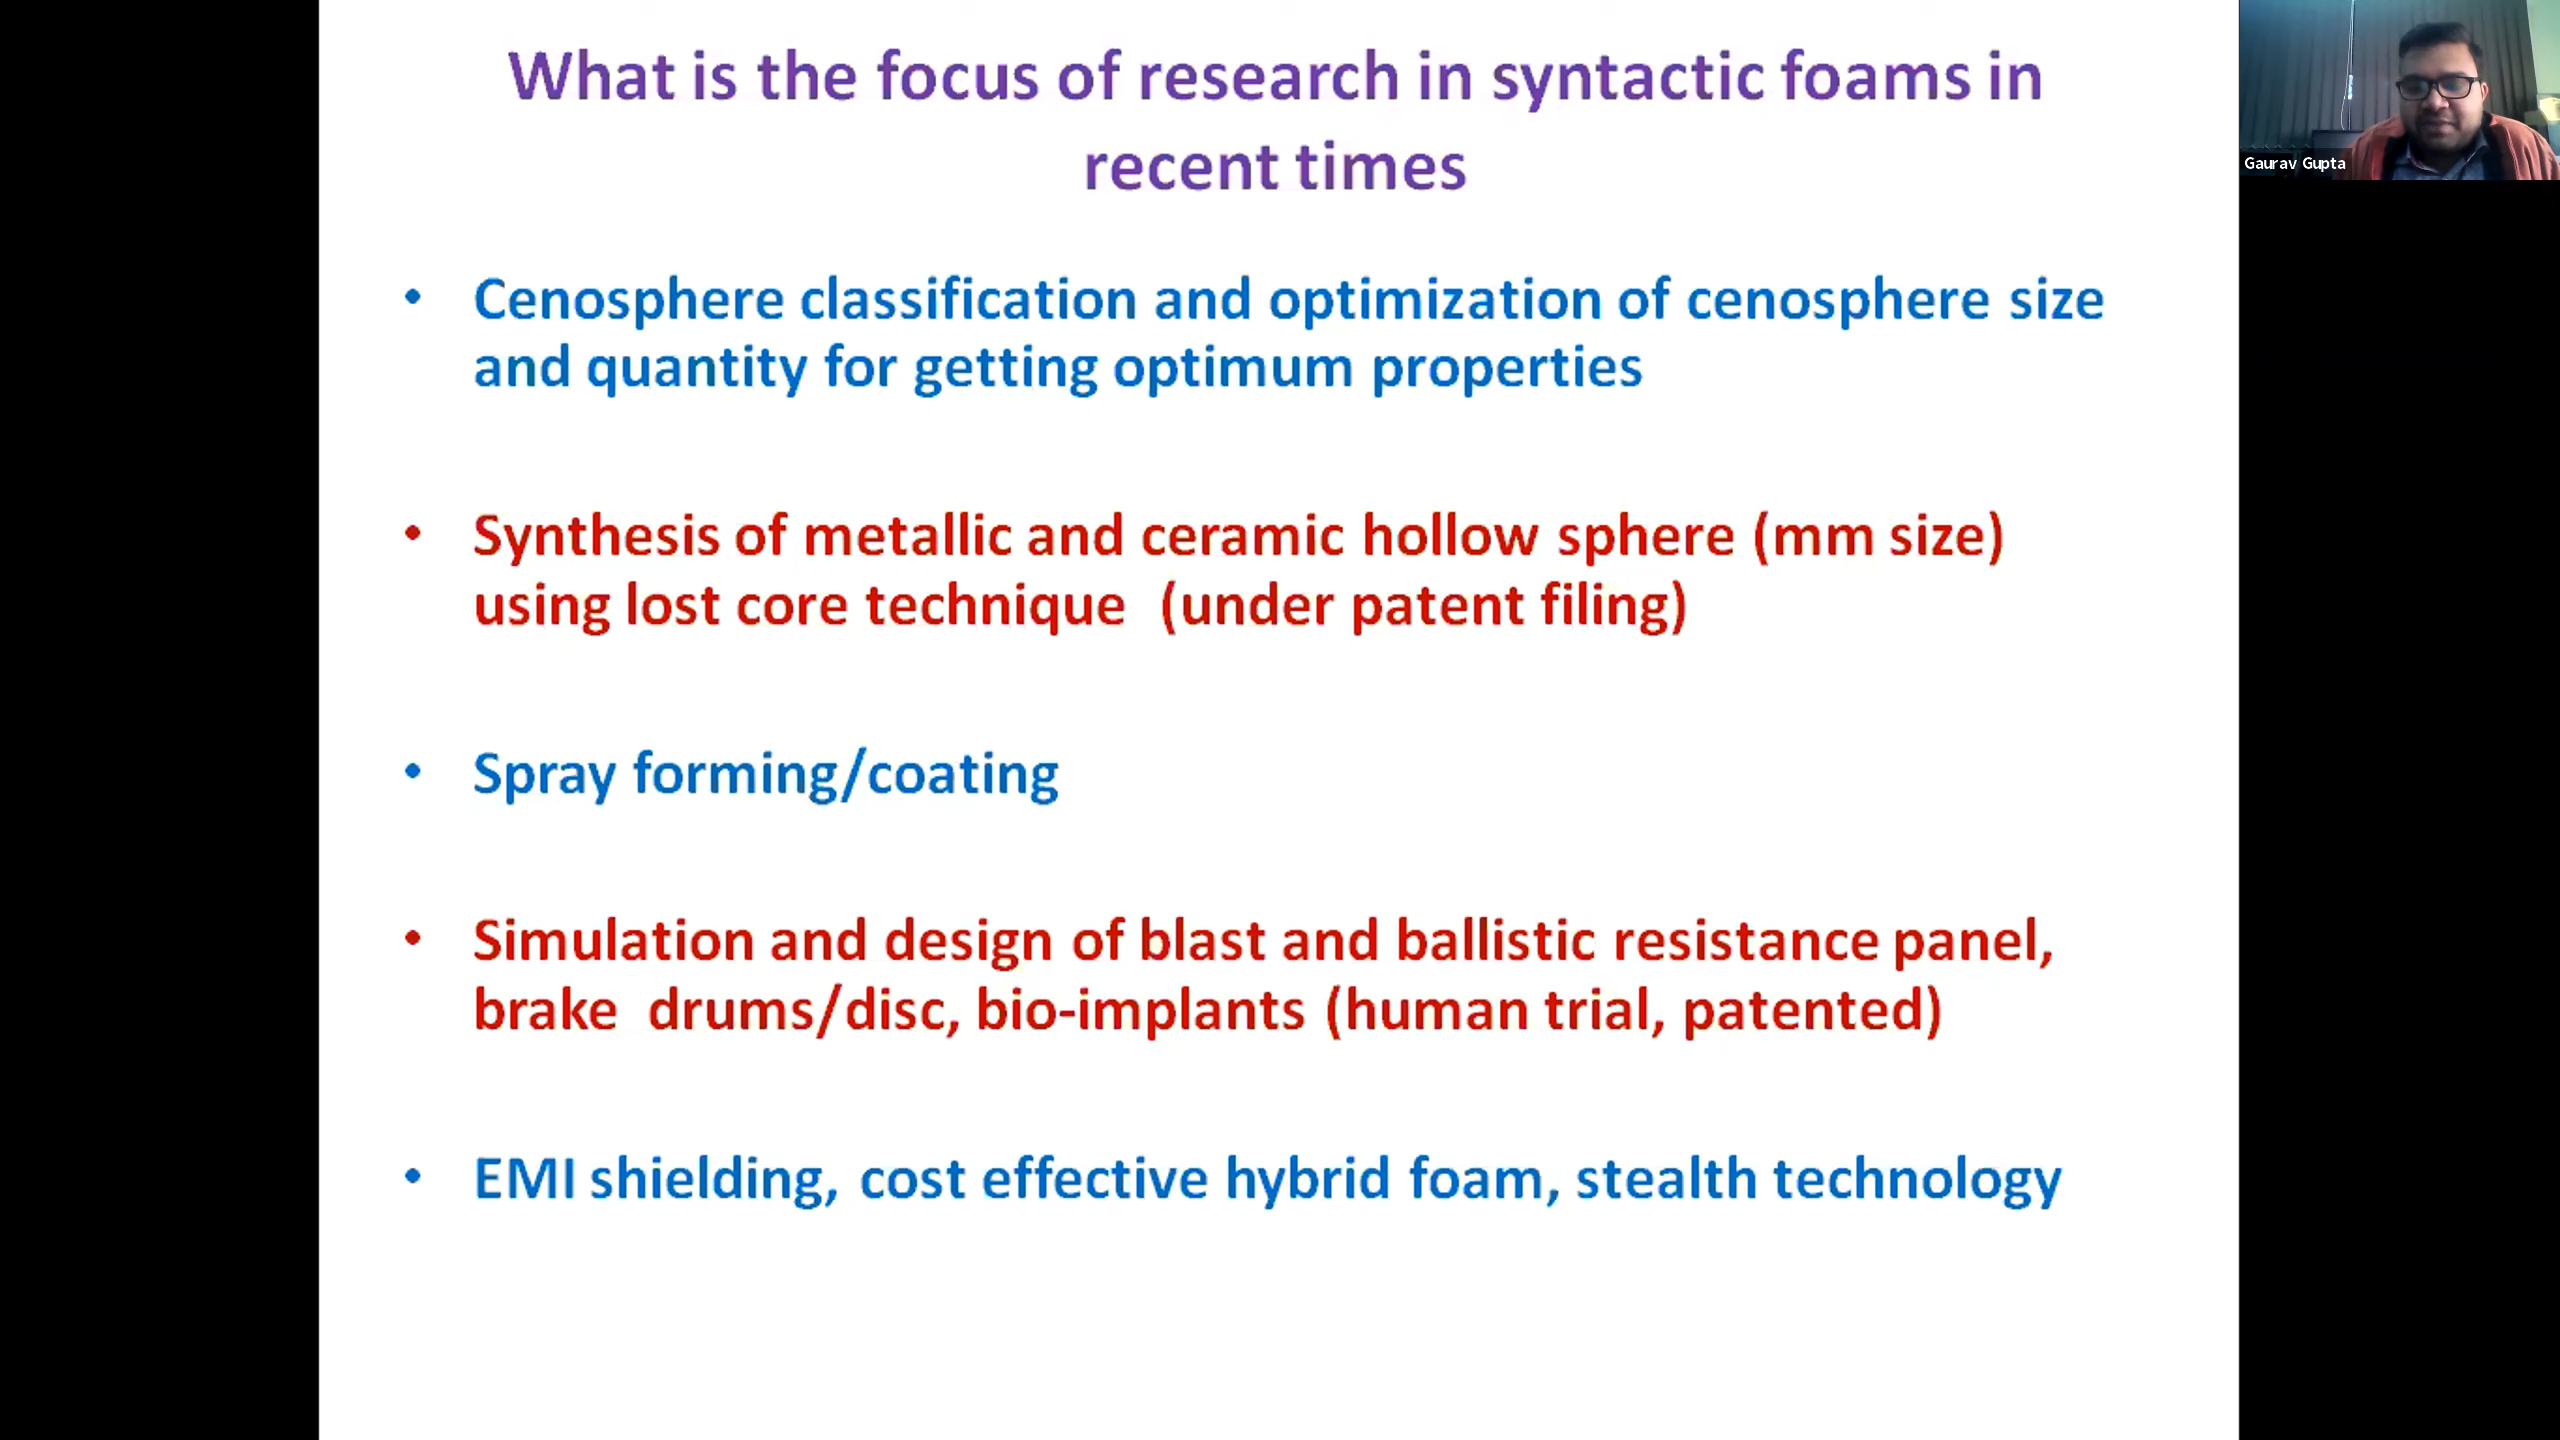 What is the focus of research in syntactic foams in
recent times
• Cenosphere classification and optimization of cenosphere size
and quantity for getting optimum properties
• Synthesis of metallic and ceramic hollow sphere (mm size)
using lost core technique (under patent filing)
• Spray forming/coating
• Simulation and design of blast and ballistic resistance panel,
brake drums/disc, bio-implants (human trial, patented)
• EMI shielding, cost effective hybrid foam, stealth technology
Gaurav Gupta